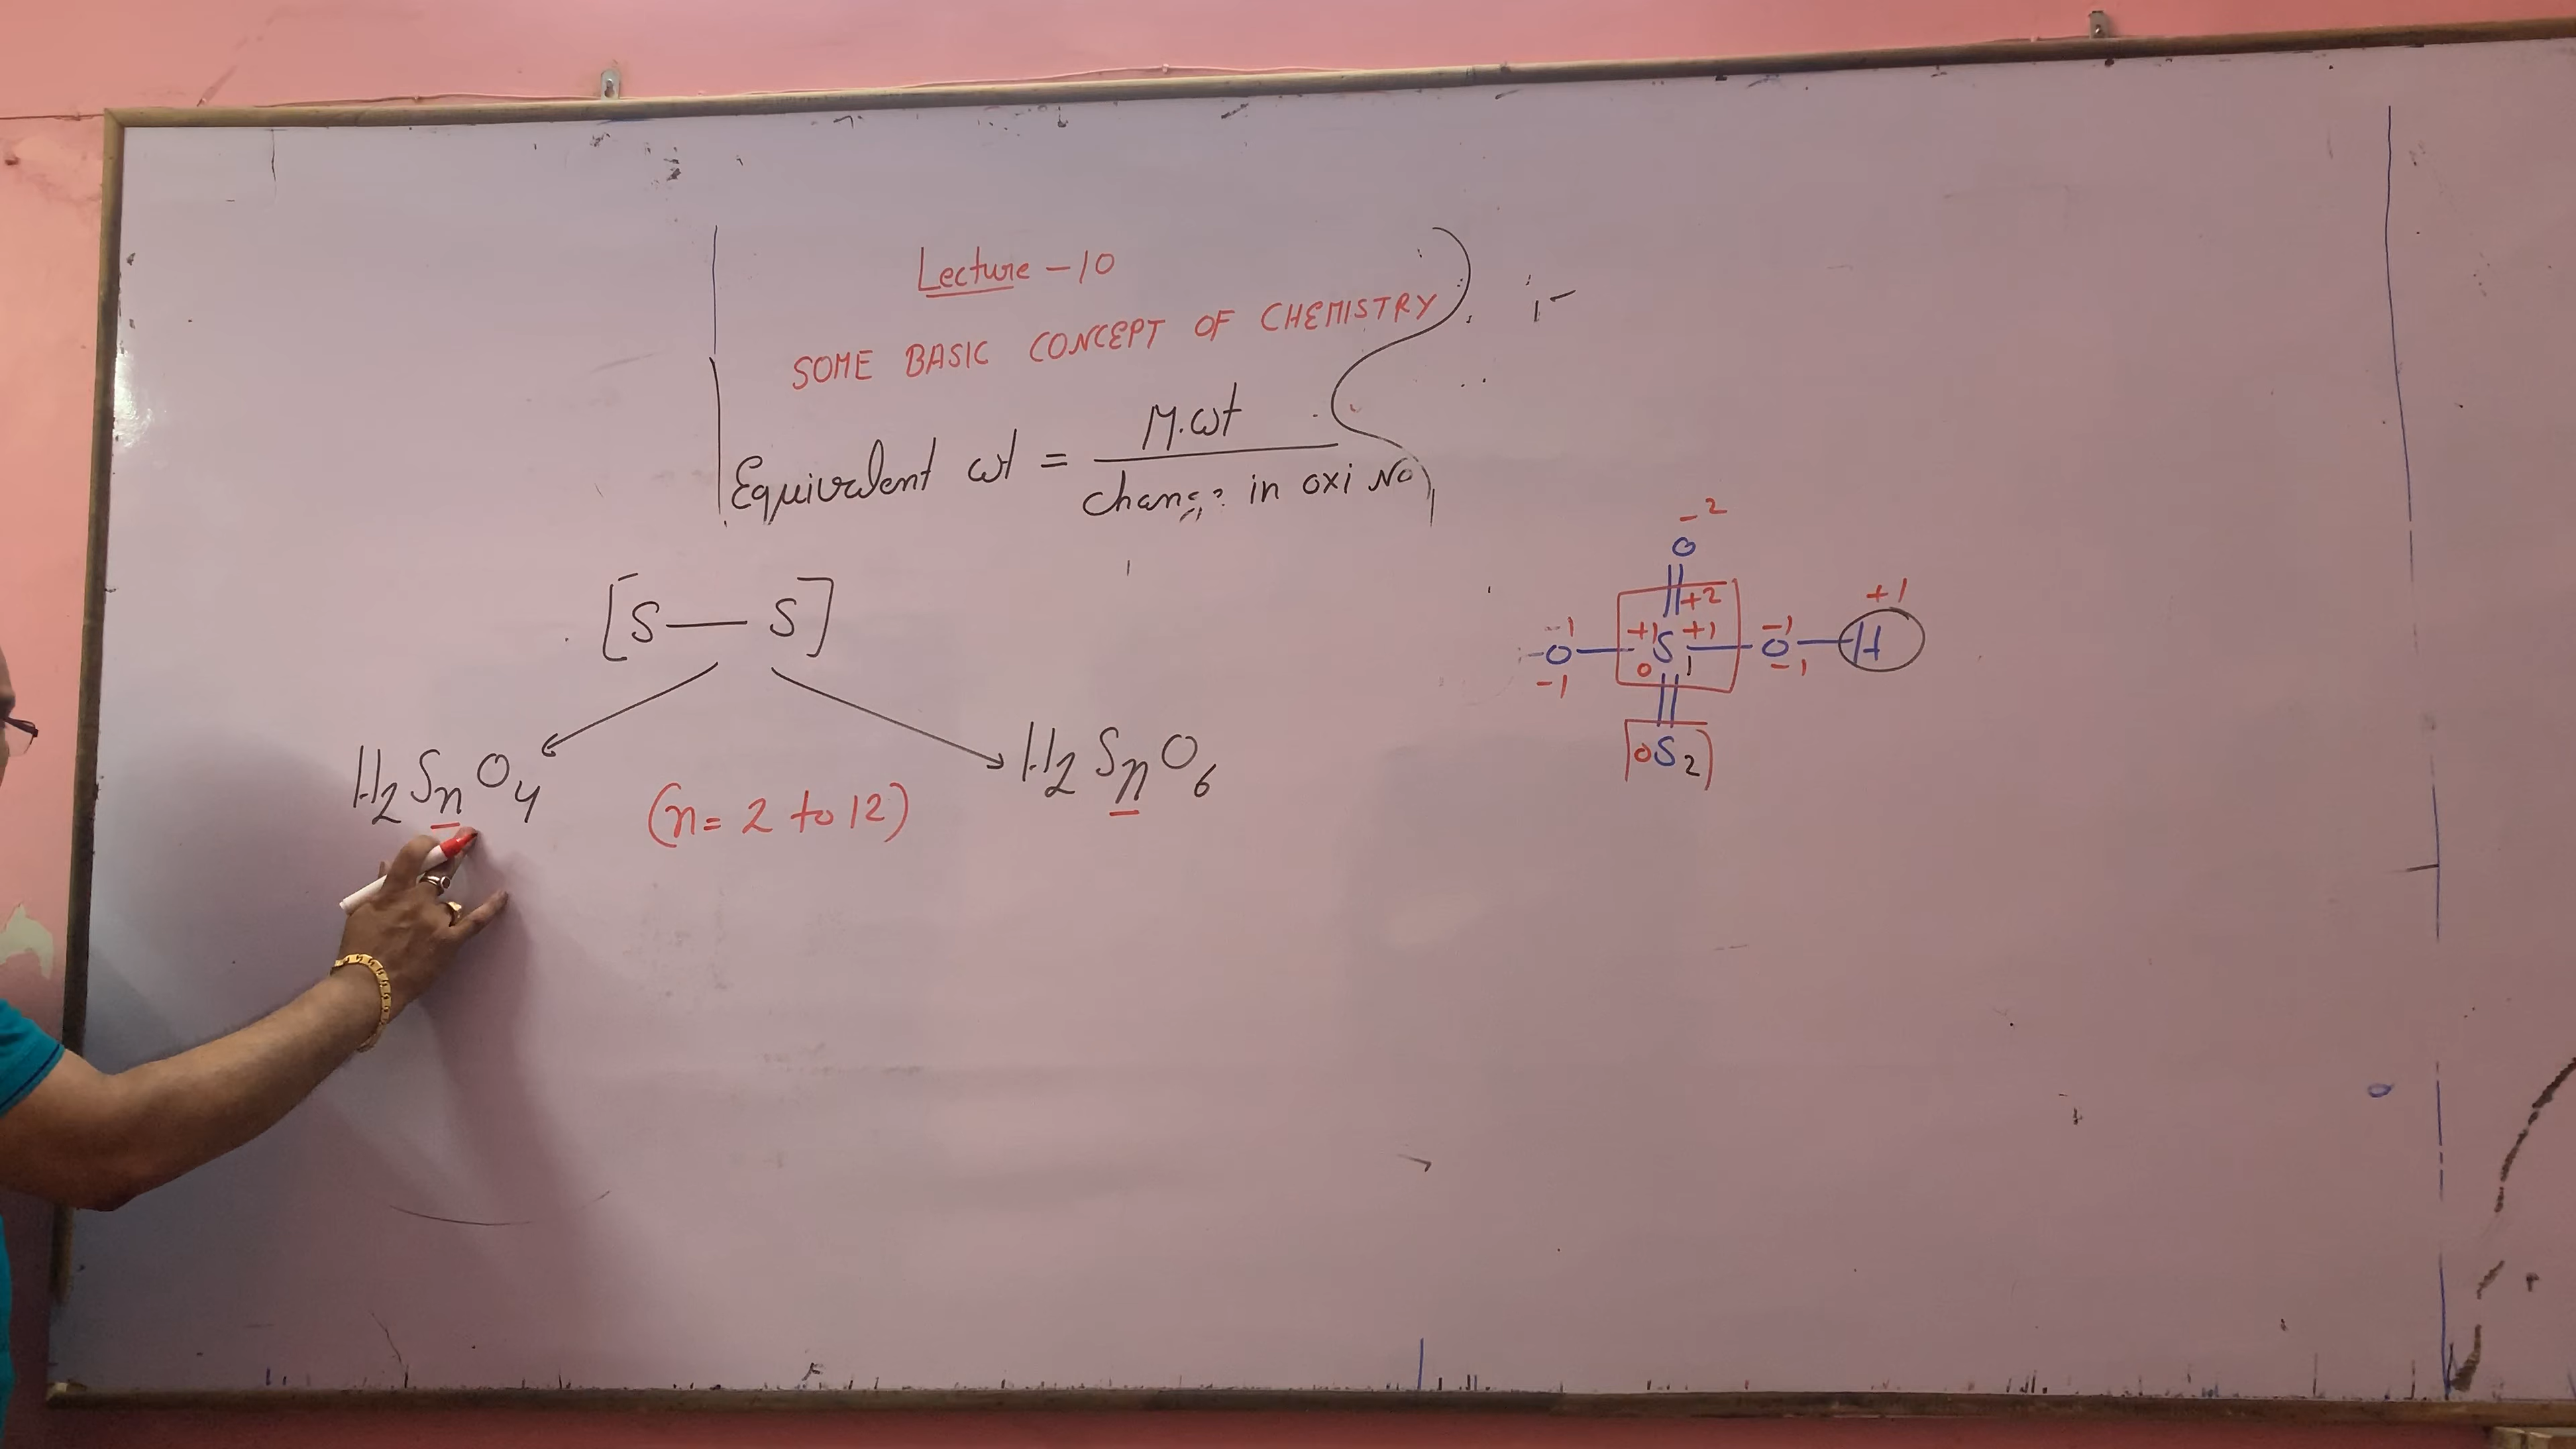 Lecture - 10
SOME BASIC CONCEPT OF CHEMISTRY
Equivalent wt = M.wt
Change in oxi No
[S — S]
H2SnO4
(n = 2 to 12)
H2SnO6
-2
O
+2
+1
-1 +1 +1 -1
-O — S — O — H
-1 0 1 -1
0S2